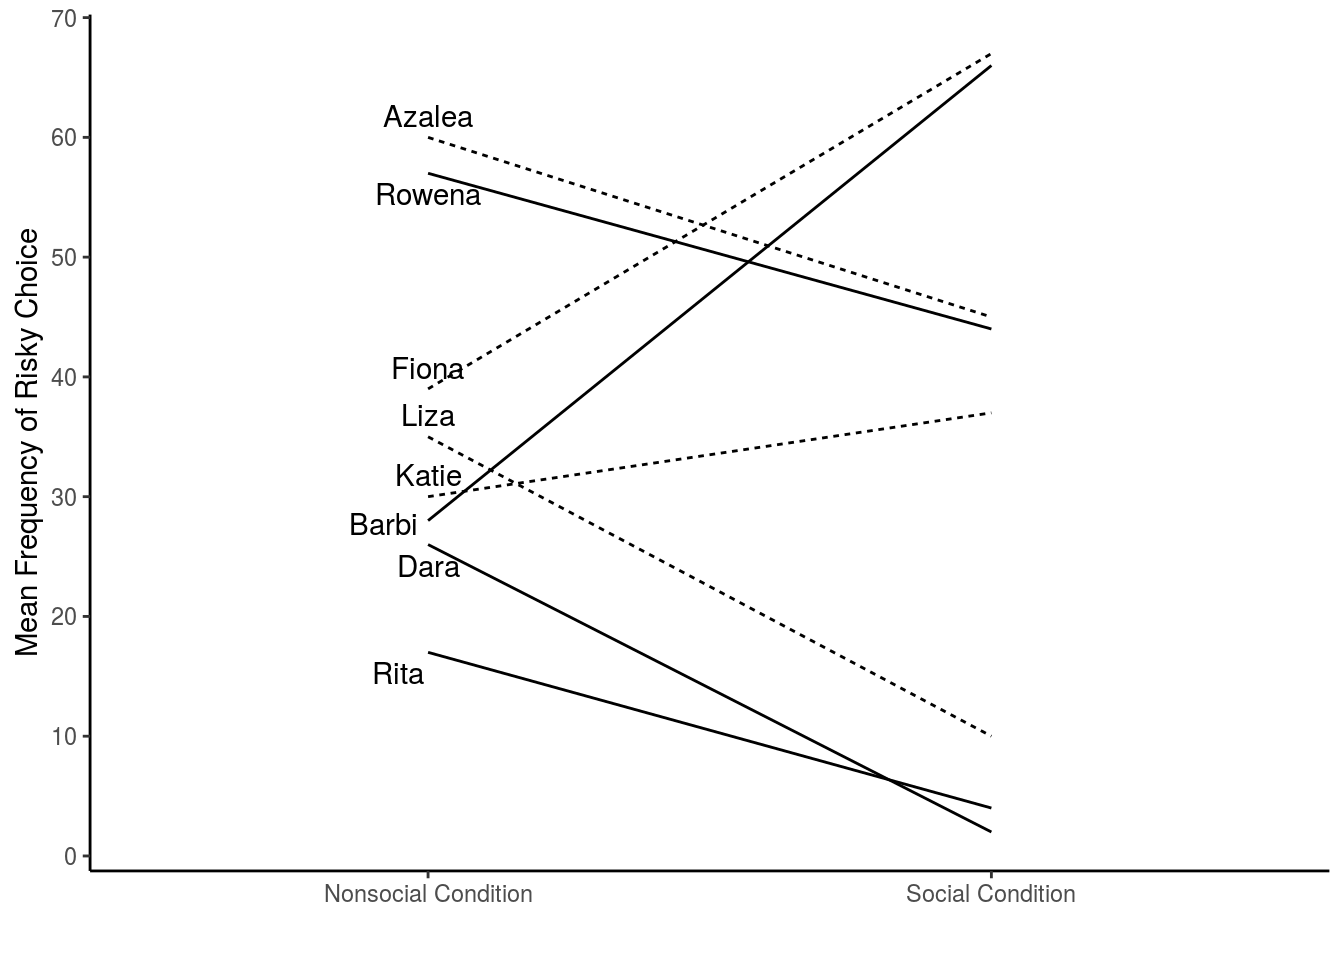 Mean Frequency of Risky Choice
70
60
50
40
30
20
10
0
Azalea
Rowena
Fiona
Liza
Katie
Barbi
Dara
Rita
Nonsocial Condition
Social Condition